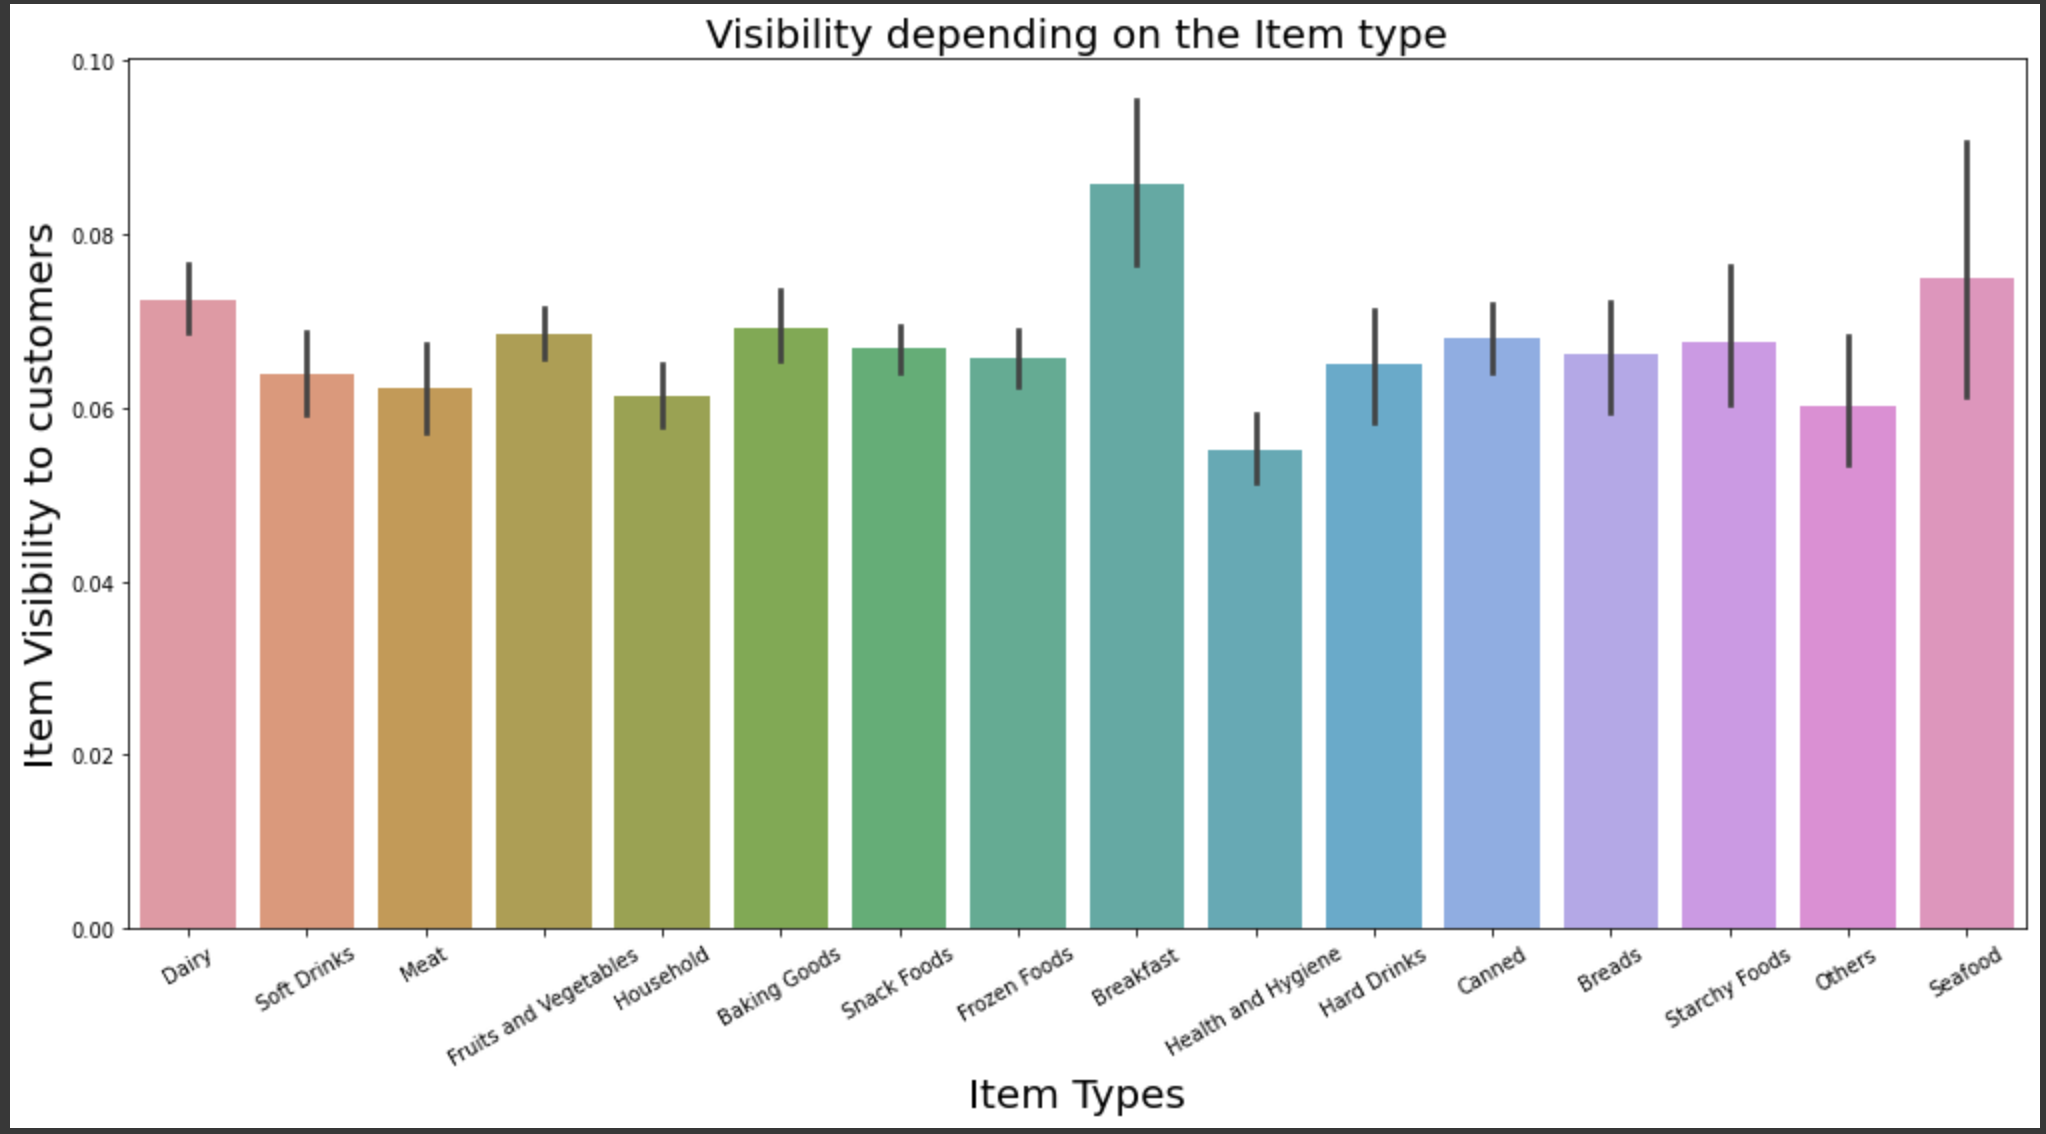 Visibility depending on the Item type
Item Visibility to customers
0.10
0.08
0.06
0.04
0.02
0.00
Dairy
Soft Drinks
Meat
Fruits and Vegetables
Household
Baking Goods
Snack Foods
Frozen Foods
Breakfast
Health and Hygiene
Hard Drinks
Canned
Breads
Starchy Foods
Others
Seafood
Item Types